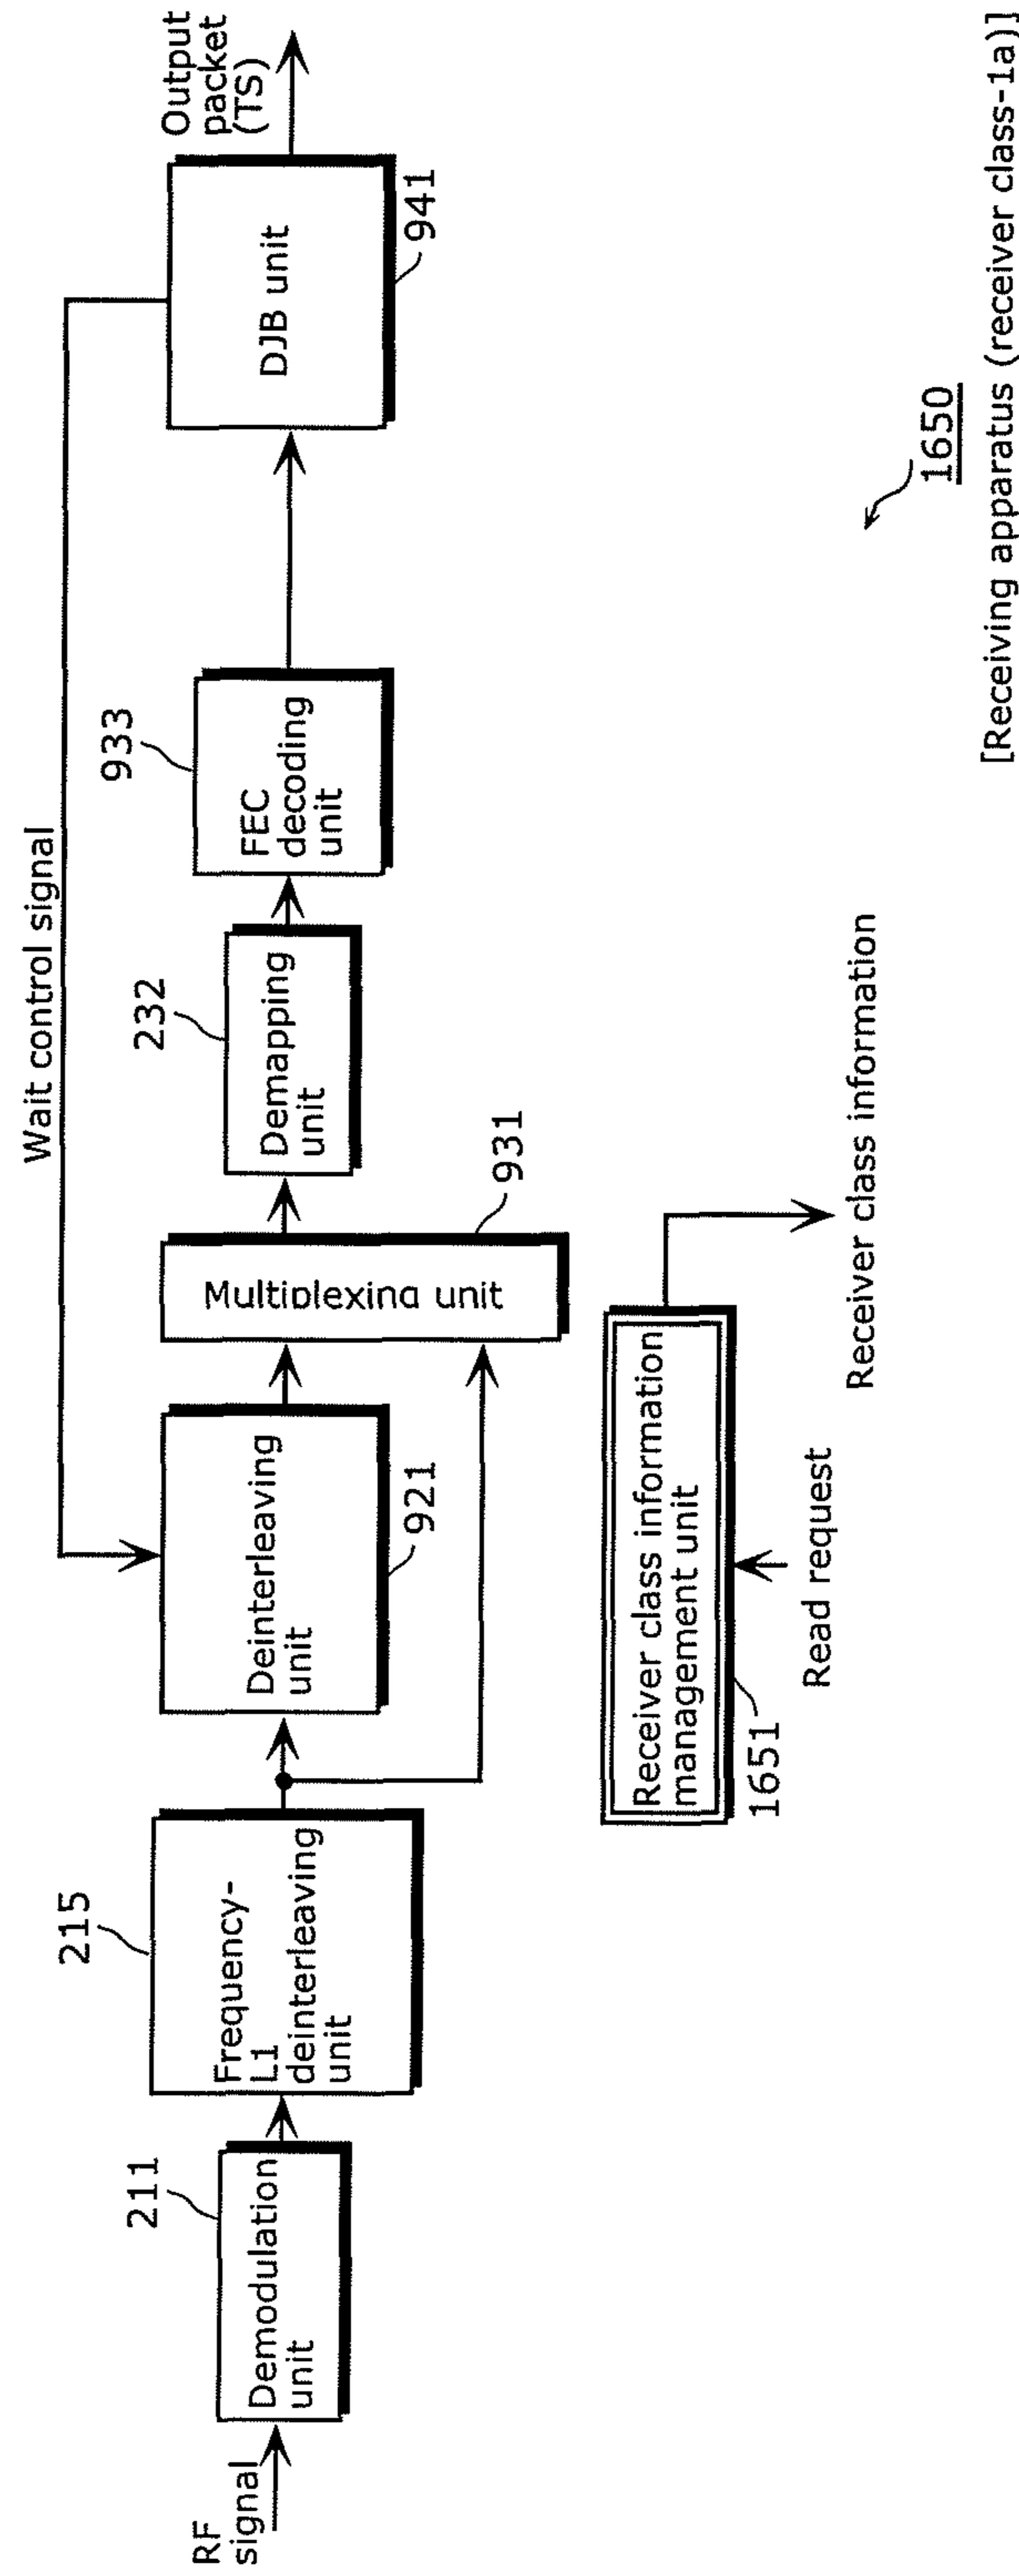 Wait control signal
RF
signal
211
Demodulation
unit
215
Frequency-
L1
deinterleaving
unit
Deinterleaving
unit
921
Multiplexing unit
931
232
Demapping
unit
933
FEC
decoding
unit
DJB unit
941
Output
packet
(TS)
Receiver class information
management unit
1651
Read request
Receiver class information
1650
[Receiving apparatus (receiver class-1a)]